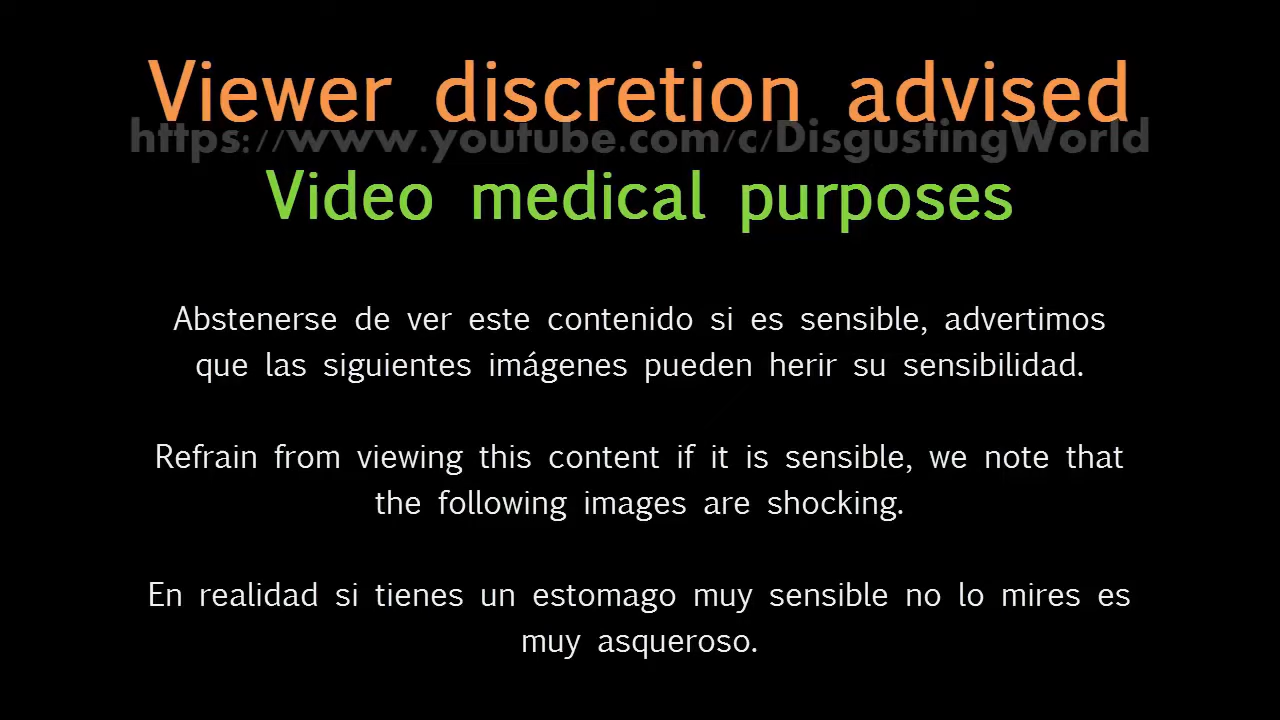 Viewer discretion advised
https://www.youtube.com/c/DisgustingWorld
Video medical purposes
Abstenerse de ver este contenido si es sensible, advertimos
que las siguientes imágenes pueden herir su sensibilidad.
Refrain from viewing this content if it is sensible, we note that
the following images are shocking.
En realidad si tienes un estomago muy sensible no lo mires es
muy asqueroso.